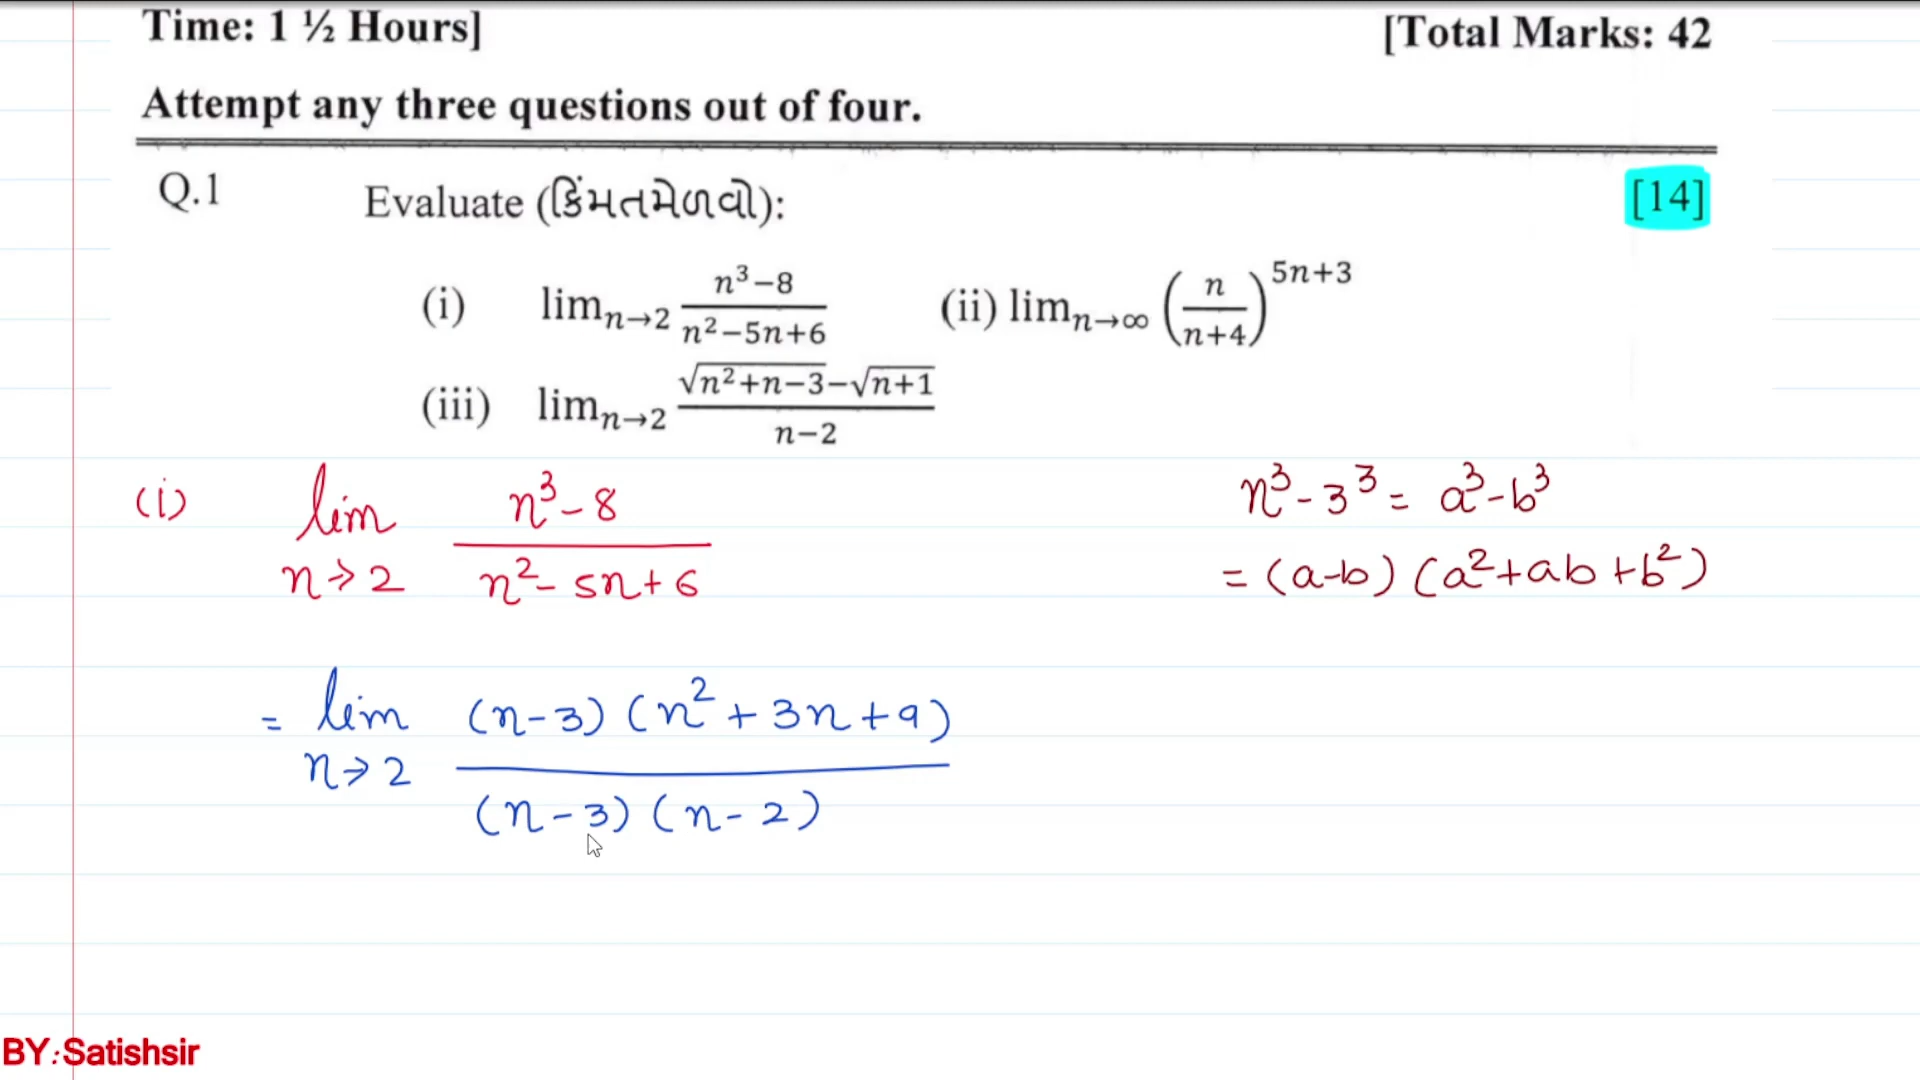 Time: 1 ½ Hours]
[Total Marks: 42
Attempt any three questions out of four.
Q.1 Evaluate (કિંમતમેળવો): [14]
(i) lim_{n→2} (n³−8)/(n²−5n+6) (ii) lim_{n→∞} (n/(n+4))^{5n+3}
(iii) lim_{n→2} (√(n²+n−3)−√(n+1))/(n−2)
(i) lim_{n→2} (n³-8)/(n²-5n+6)
n³-3³ = a³-b³
= (a-b) (a²+ab+b²)
= lim_{n→2} ((n-3) (n²+3n+9))/((n-3) (n-2))
BY:Satishsir